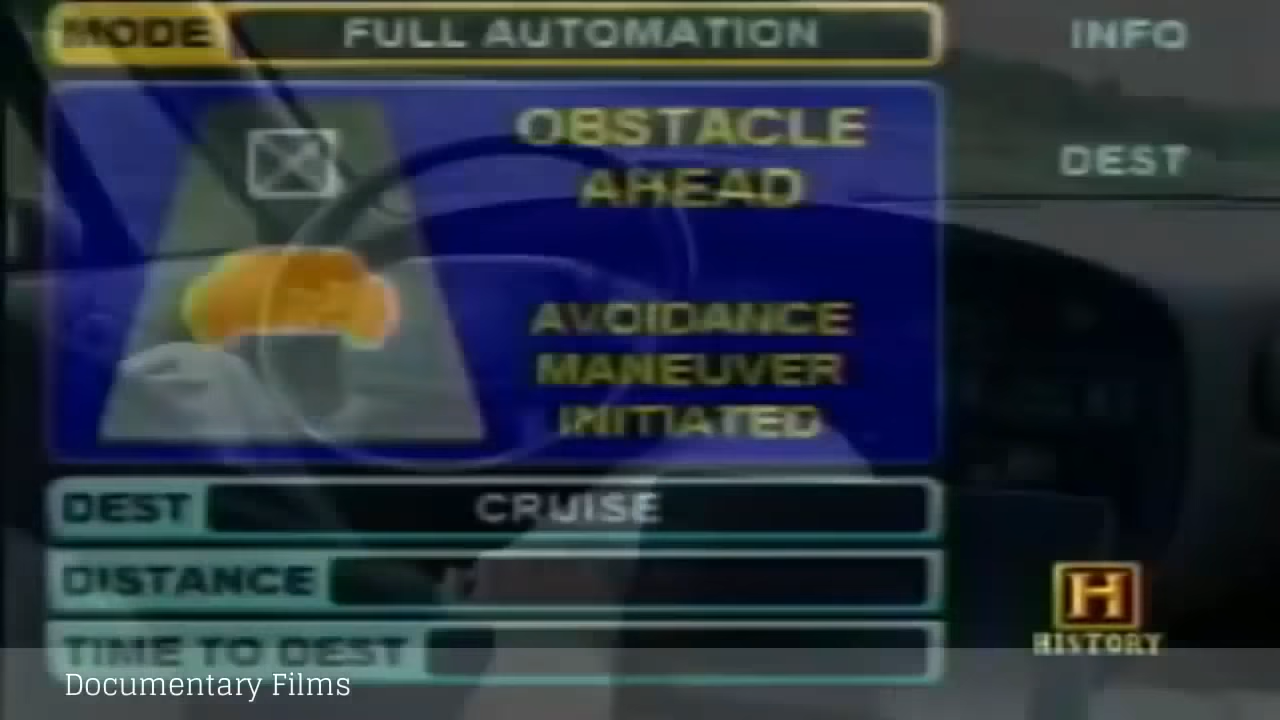 MODE FULL AUTOMATION
INFO
OBSTACLE
AHEAD
DEST
AVOIDANCE
MANEUVER
INITIATED
DEST CRUISE
DISTANCE
TIME TO DEST
H
HISTORY
Documentary Films